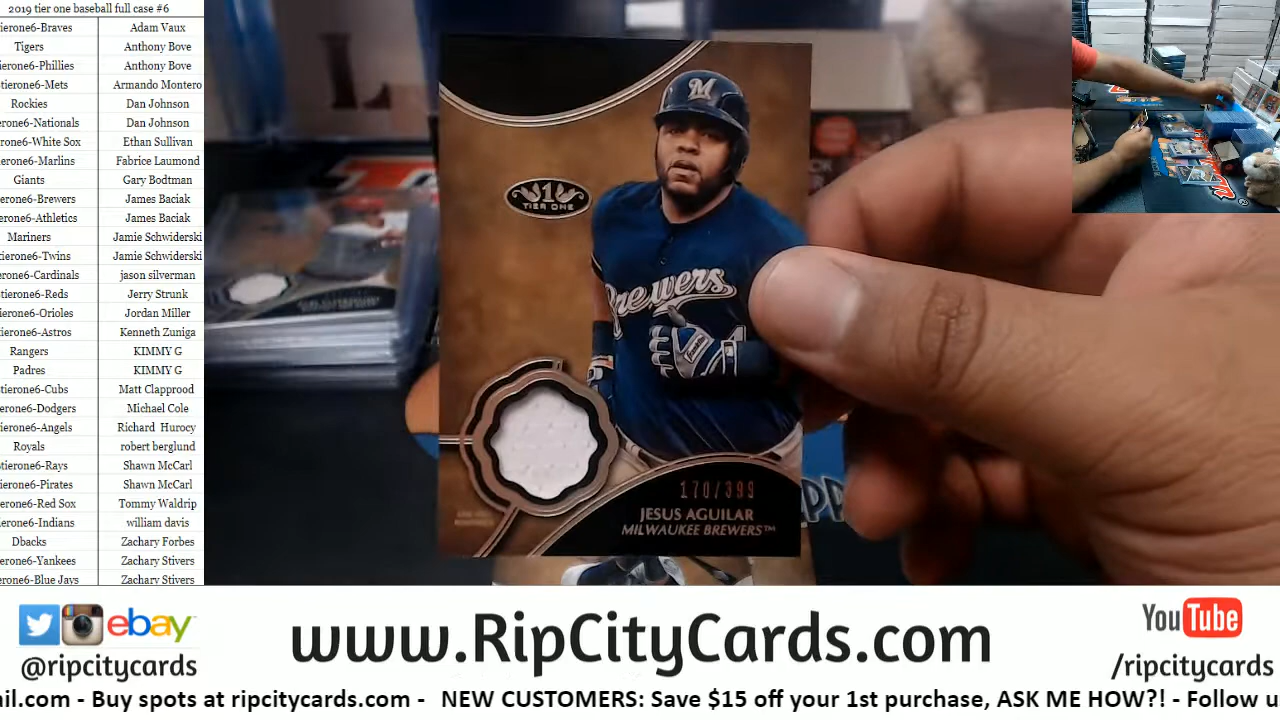 2019 tier one baseball full case #6
ierone6-Braves Adam Vaux
Tigers Anthony Bove
ierone6-Phillies Anthony Bove
tierone6-Mets Armando Montero
Rockies Dan Johnson
erone6-Nationals Dan Johnson
erone6-White Sox Ethan Sullivan
erone6-Marlins Fabrice Laumond
Giants Gary Bodtman
erone6-Brewers James Baciak
erone6-Athletics James Baciak
Mariners Jamie Schwiderski
tierone6-Twins Jamie Schwiderski
erone6-Cardinals jason silverman
tierone6-Reds Jerry Strunk
ierone6-Orioles Jordan Miller
tierone6-Astros Kenneth Zuniga
Rangers KIMMY G
Padres KIMMY G
tierone6-Cubs Matt Clapprood
erone6-Dodgers Michael Cole
erone6-Angels Richard Hurocy
Royals robert berglund
tierone6-Rays Shawn McCarl
tierone6-Pirates Shawn McCarl
erone6-Red Sox Tommy Waldrip
erone6-Indians william davis
Dbacks Zachary Forbes
erone6-Yankees Zachary Stivers
erone6-Blue Jays Zachary Stivers
M
1
TIER ONE
Brewers
170/399
JESUS AGUILAR
MILWAUKEE BREWERS™
ebay
@ripcitycards
www.RipCityCards.com
YouTube
/ripcitycards
ail.com - Buy spots at ripcitycards.com - NEW CUSTOMERS: Save $15 off your 1st purchase, ASK ME HOW?! - Follow u